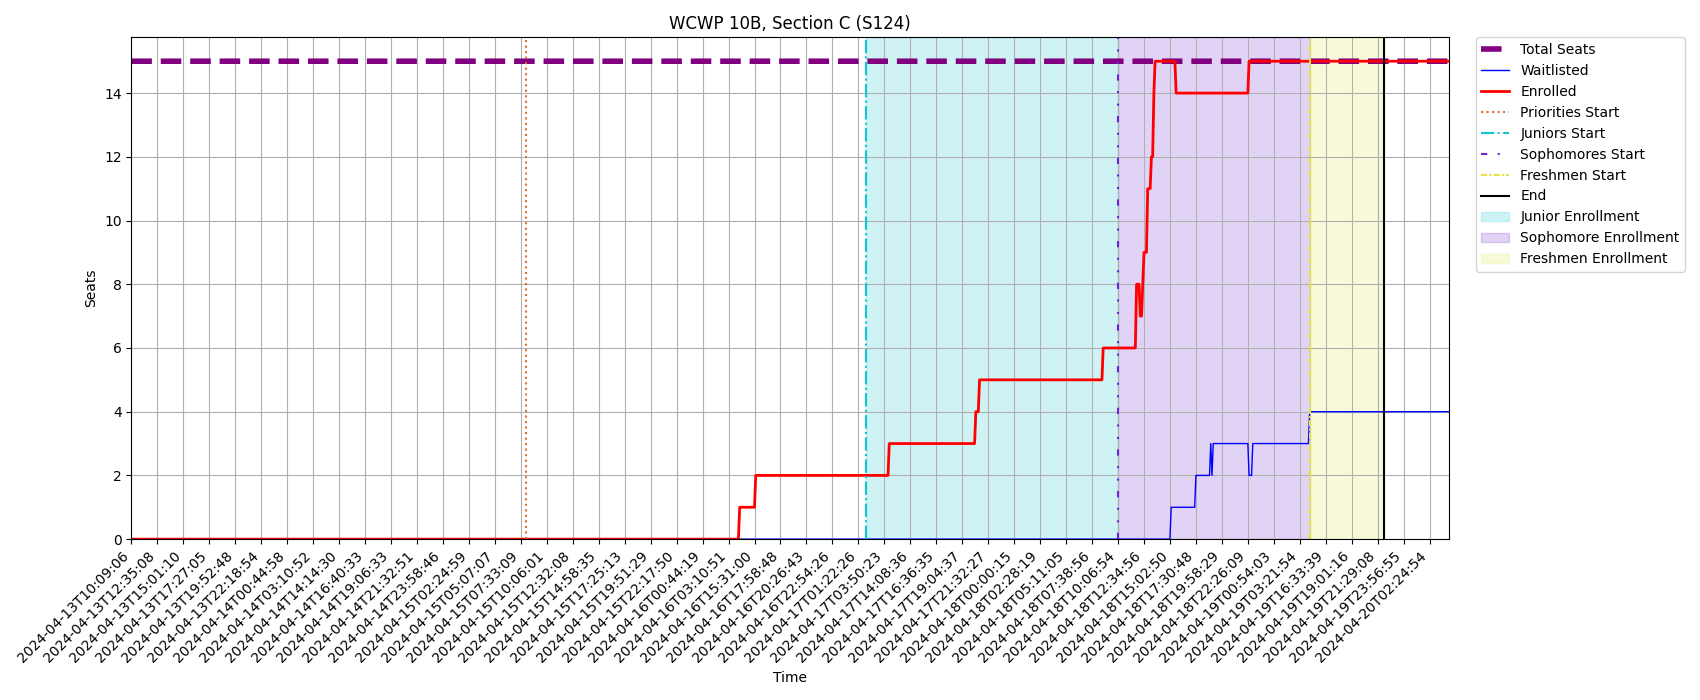 WCWP 10B, Section C (S124)
Seats
14
12
10
8
6
4
2
0
2024-04-13T10:09:06
2024-04-13T12:35:08
2024-04-13T15:01:10
2024-04-13T17:27:05
2024-04-13T19:52:48
2024-04-13T22:18:54
2024-04-14T00:44:58
2024-04-14T03:10:52
2024-04-14T14:14:30
2024-04-14T16:40:33
2024-04-14T19:06:33
2024-04-14T21:32:51
2024-04-14T23:58:46
2024-04-15T02:24:59
2024-04-15T05:07:07
2024-04-15T07:33:09
2024-04-15T10:06:01
2024-04-15T12:32:08
2024-04-15T14:58:35
2024-04-15T17:25:13
2024-04-15T19:51:29
2024-04-15T22:17:50
2024-04-16T00:44:19
2024-04-16T03:10:51
2024-04-16T15:31:00
2024-04-16T17:58:48
2024-04-16T20:26:43
2024-04-16T22:54:26
2024-04-17T01:22:26
2024-04-17T03:50:23
2024-04-17T14:08:36
2024-04-17T16:36:35
2024-04-17T19:04:37
2024-04-17T21:32:27
2024-04-18T00:00:15
2024-04-18T02:28:19
2024-04-18T05:11:05
2024-04-18T07:38:56
2024-04-18T10:06:54
2024-04-18T12:34:56
2024-04-18T15:02:50
2024-04-18T17:30:48
2024-04-18T19:58:29
2024-04-18T22:26:09
2024-04-19T00:54:03
2024-04-19T03:21:54
2024-04-19T16:33:39
2024-04-19T19:01:16
2024-04-19T21:29:08
2024-04-19T23:56:55
2024-04-20T02:24:54
Time
Total Seats
Waitlisted
Enrolled
Priorities Start
Juniors Start
Sophomores Start
Freshmen Start
End
Junior Enrollment
Sophomore Enrollment
Freshmen Enrollment